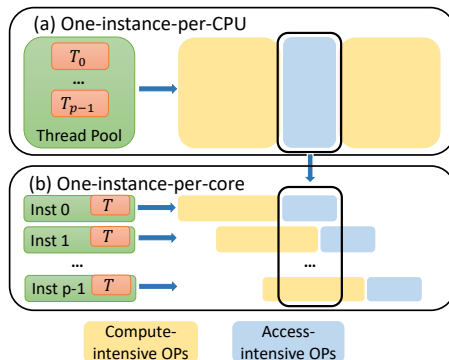 (a) One-instance-per-CPU
T0
...
Tp−1
Thread Pool
(b) One-instance-per-core
Inst 0 T
Inst 1 T
...
...
Inst p-1 T
Compute-
intensive OPs
Access-
intensive OPs